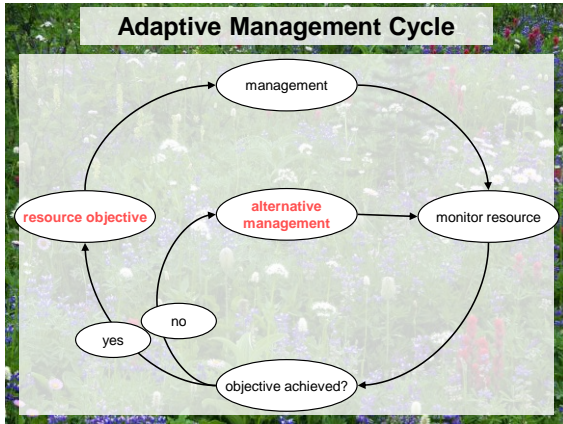 Adaptive Management Cycle
management
resource objective
alternative
management
monitor resource
no
yes
objective achieved?